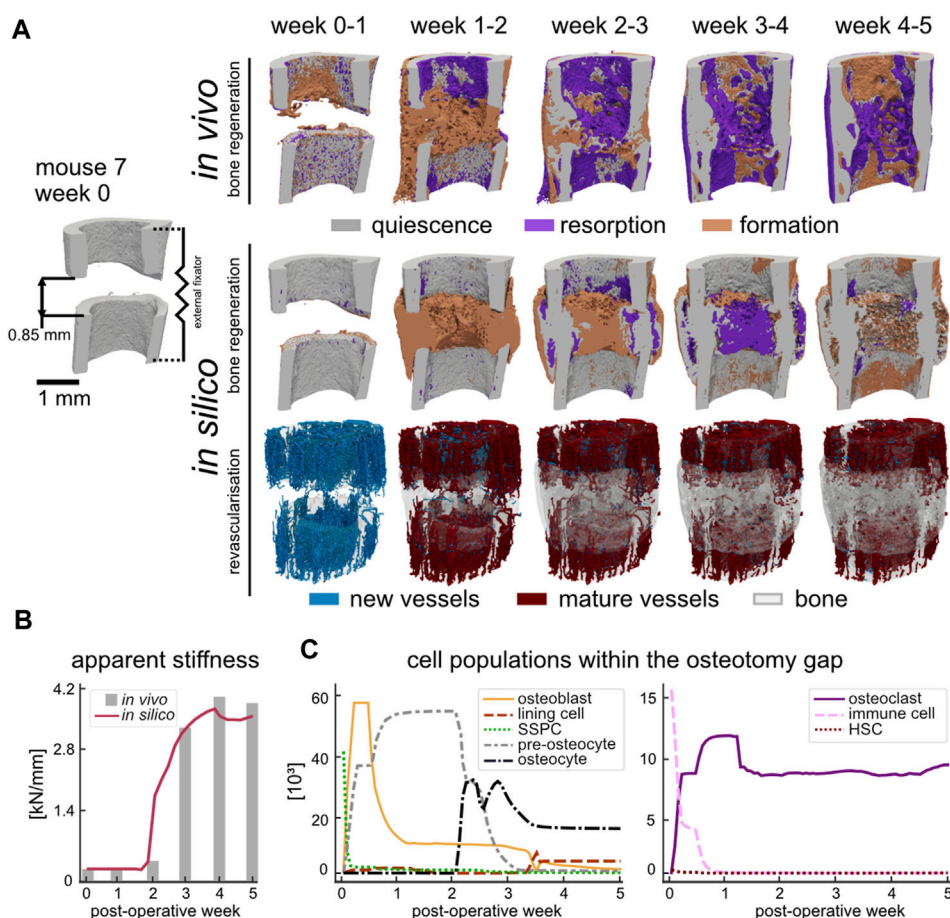 A
week 0-1
week 1-2
week 2-3
week 3-4
week 4-5
in vivo
bone regeneration
mouse 7
week 0
0.85 mm
external fixator
1 mm
quiescence
resorption
formation
in silico
bone regeneration
revascularisation
new vessels
mature vessels
bone
B
apparent stiffness
4.2
2.8
1.4
0
[kN/mm]
in vivo
in silico
0 1 2 3 4 5
post-operative week
C
cell populations within the osteotomy gap
60
40
20
0
[10³]
osteoblast
lining cell
SSPC
pre-osteocyte
osteocyte
0 1 2 3 4 5
post-operative week
15
10
5
0
osteoclast
immune cell
HSC
0 1 2 3 4 5
post-operative week